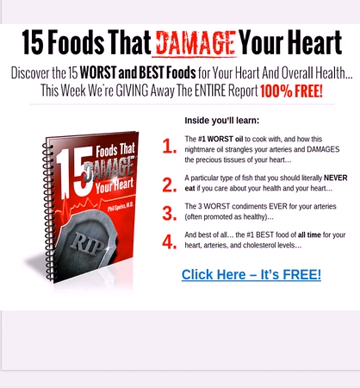 15 Foods That DAMAGE Your Heart
Discover the 15 WORST and BEST Foods for Your Heart And Overall Health...
This Week We're GIVING Away The ENTIRE Report 100% FREE!
15 Foods That
DAMAGE
Your Heart
Phil Epstien, M.D.
RIP
Inside you'll learn:
1. The #1 WORST oil to cook with, and how this
nightmare oil strangles your arteries and DAMAGES
the precious tissues of your heart…
2. A particular type of fish that you should literally NEVER
eat if you care about your health and your heart…
3. The 3 WORST condiments EVER for your arteries
(often promoted as healthy)…
4. And best of all… the #1 BEST food of all time for your
heart, arteries, and cholesterol levels…
Click Here – It's FREE!